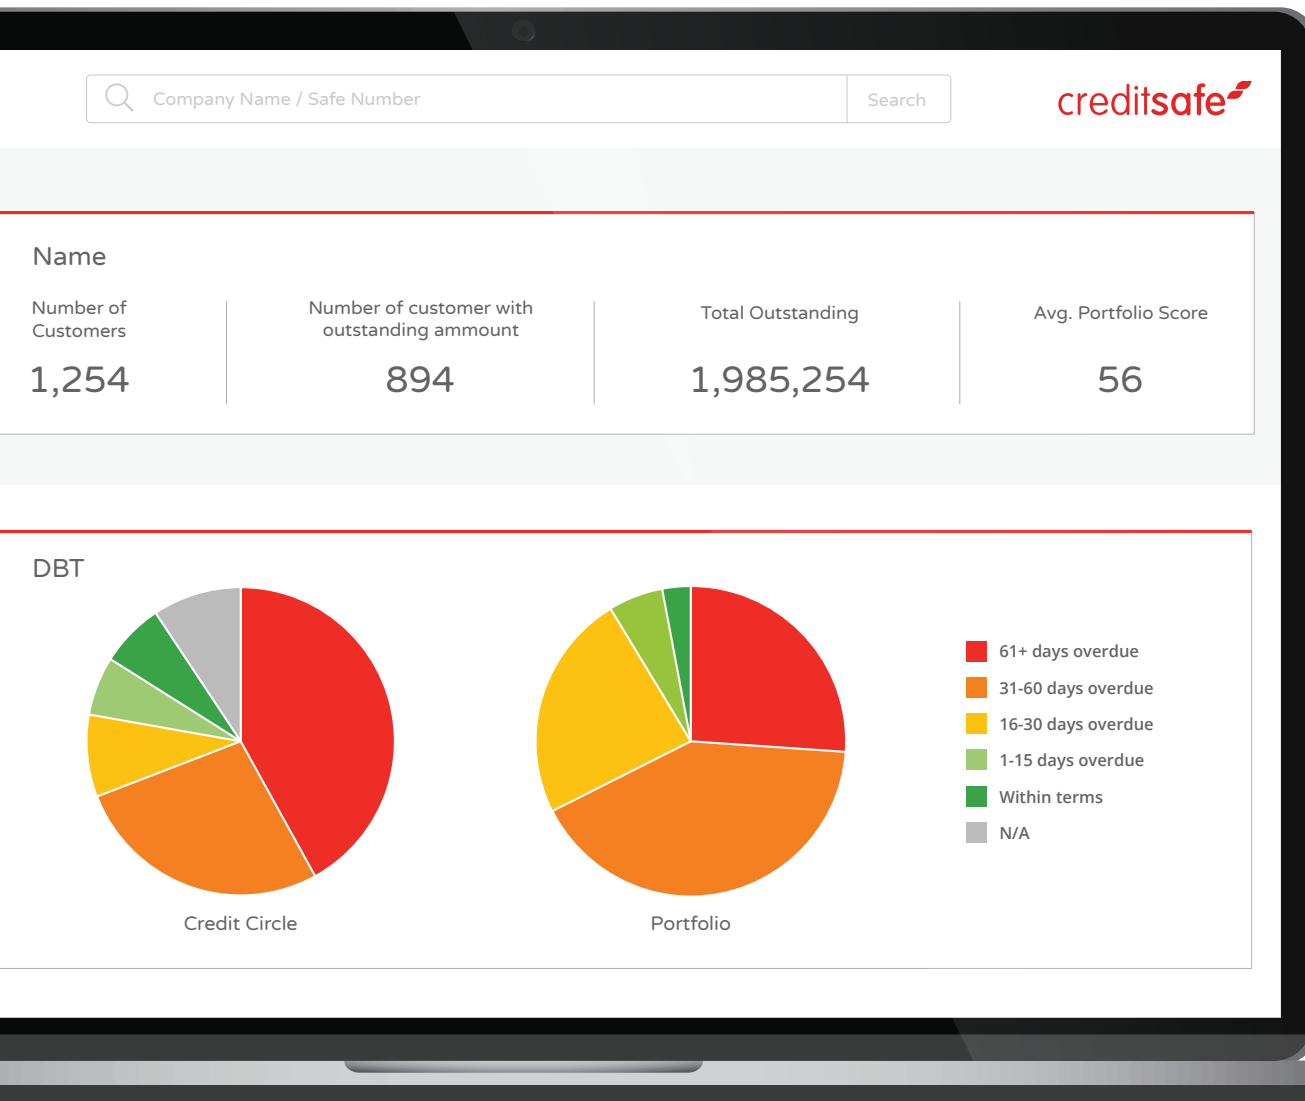 Company Name / Safe Number
Search
creditsafe
Name
Number of
Customers
1,254
Number of customer with
outstanding ammount
894
Total Outstanding
1,985,254
Avg. Portfolio Score
56
DBT
Credit Circle
Portfolio
61+ days overdue
31-60 days overdue
16-30 days overdue
1-15 days overdue
Within terms
N/A